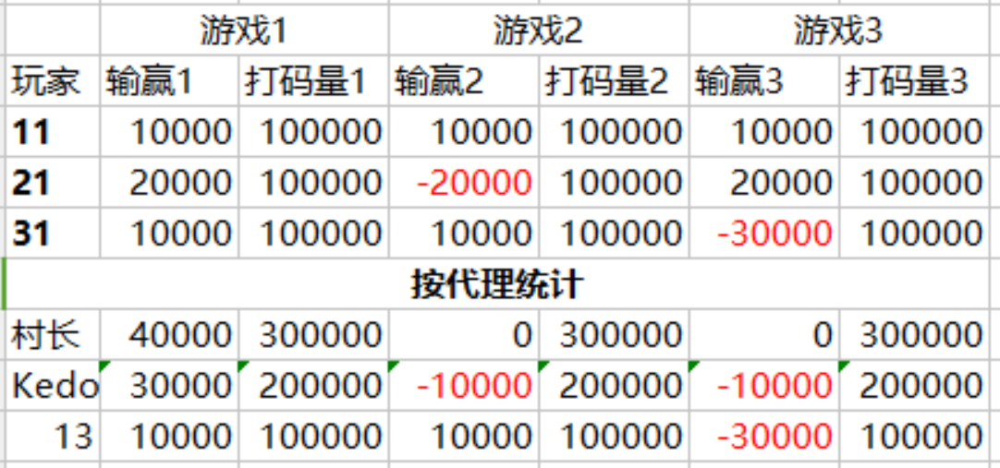 游戏1 游戏2 游戏3
玩家 输赢1 打码量1 输赢2 打码量2 输赢3 打码量3
11 10000 100000 10000 100000 10000 100000
21 20000 100000 -20000 100000 20000 100000
31 10000 100000 10000 100000 -30000 100000
按代理统计
村长 40000 300000 0 300000 0 300000
Kedo 30000 200000 -10000 200000 -10000 200000
13 10000 100000 10000 100000 -30000 100000